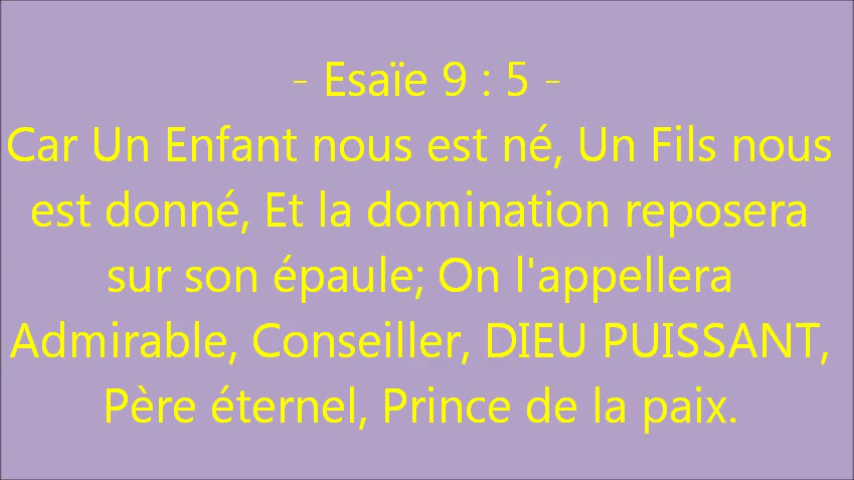 - Esaïe 9 : 5 -
Car Un Enfant nous est né, Un Fils nous
est donné, Et la domination reposera
sur son épaule; On l'appellera
Admirable, Conseiller, DIEU PUISSANT,
Père éternel, Prince de la paix.